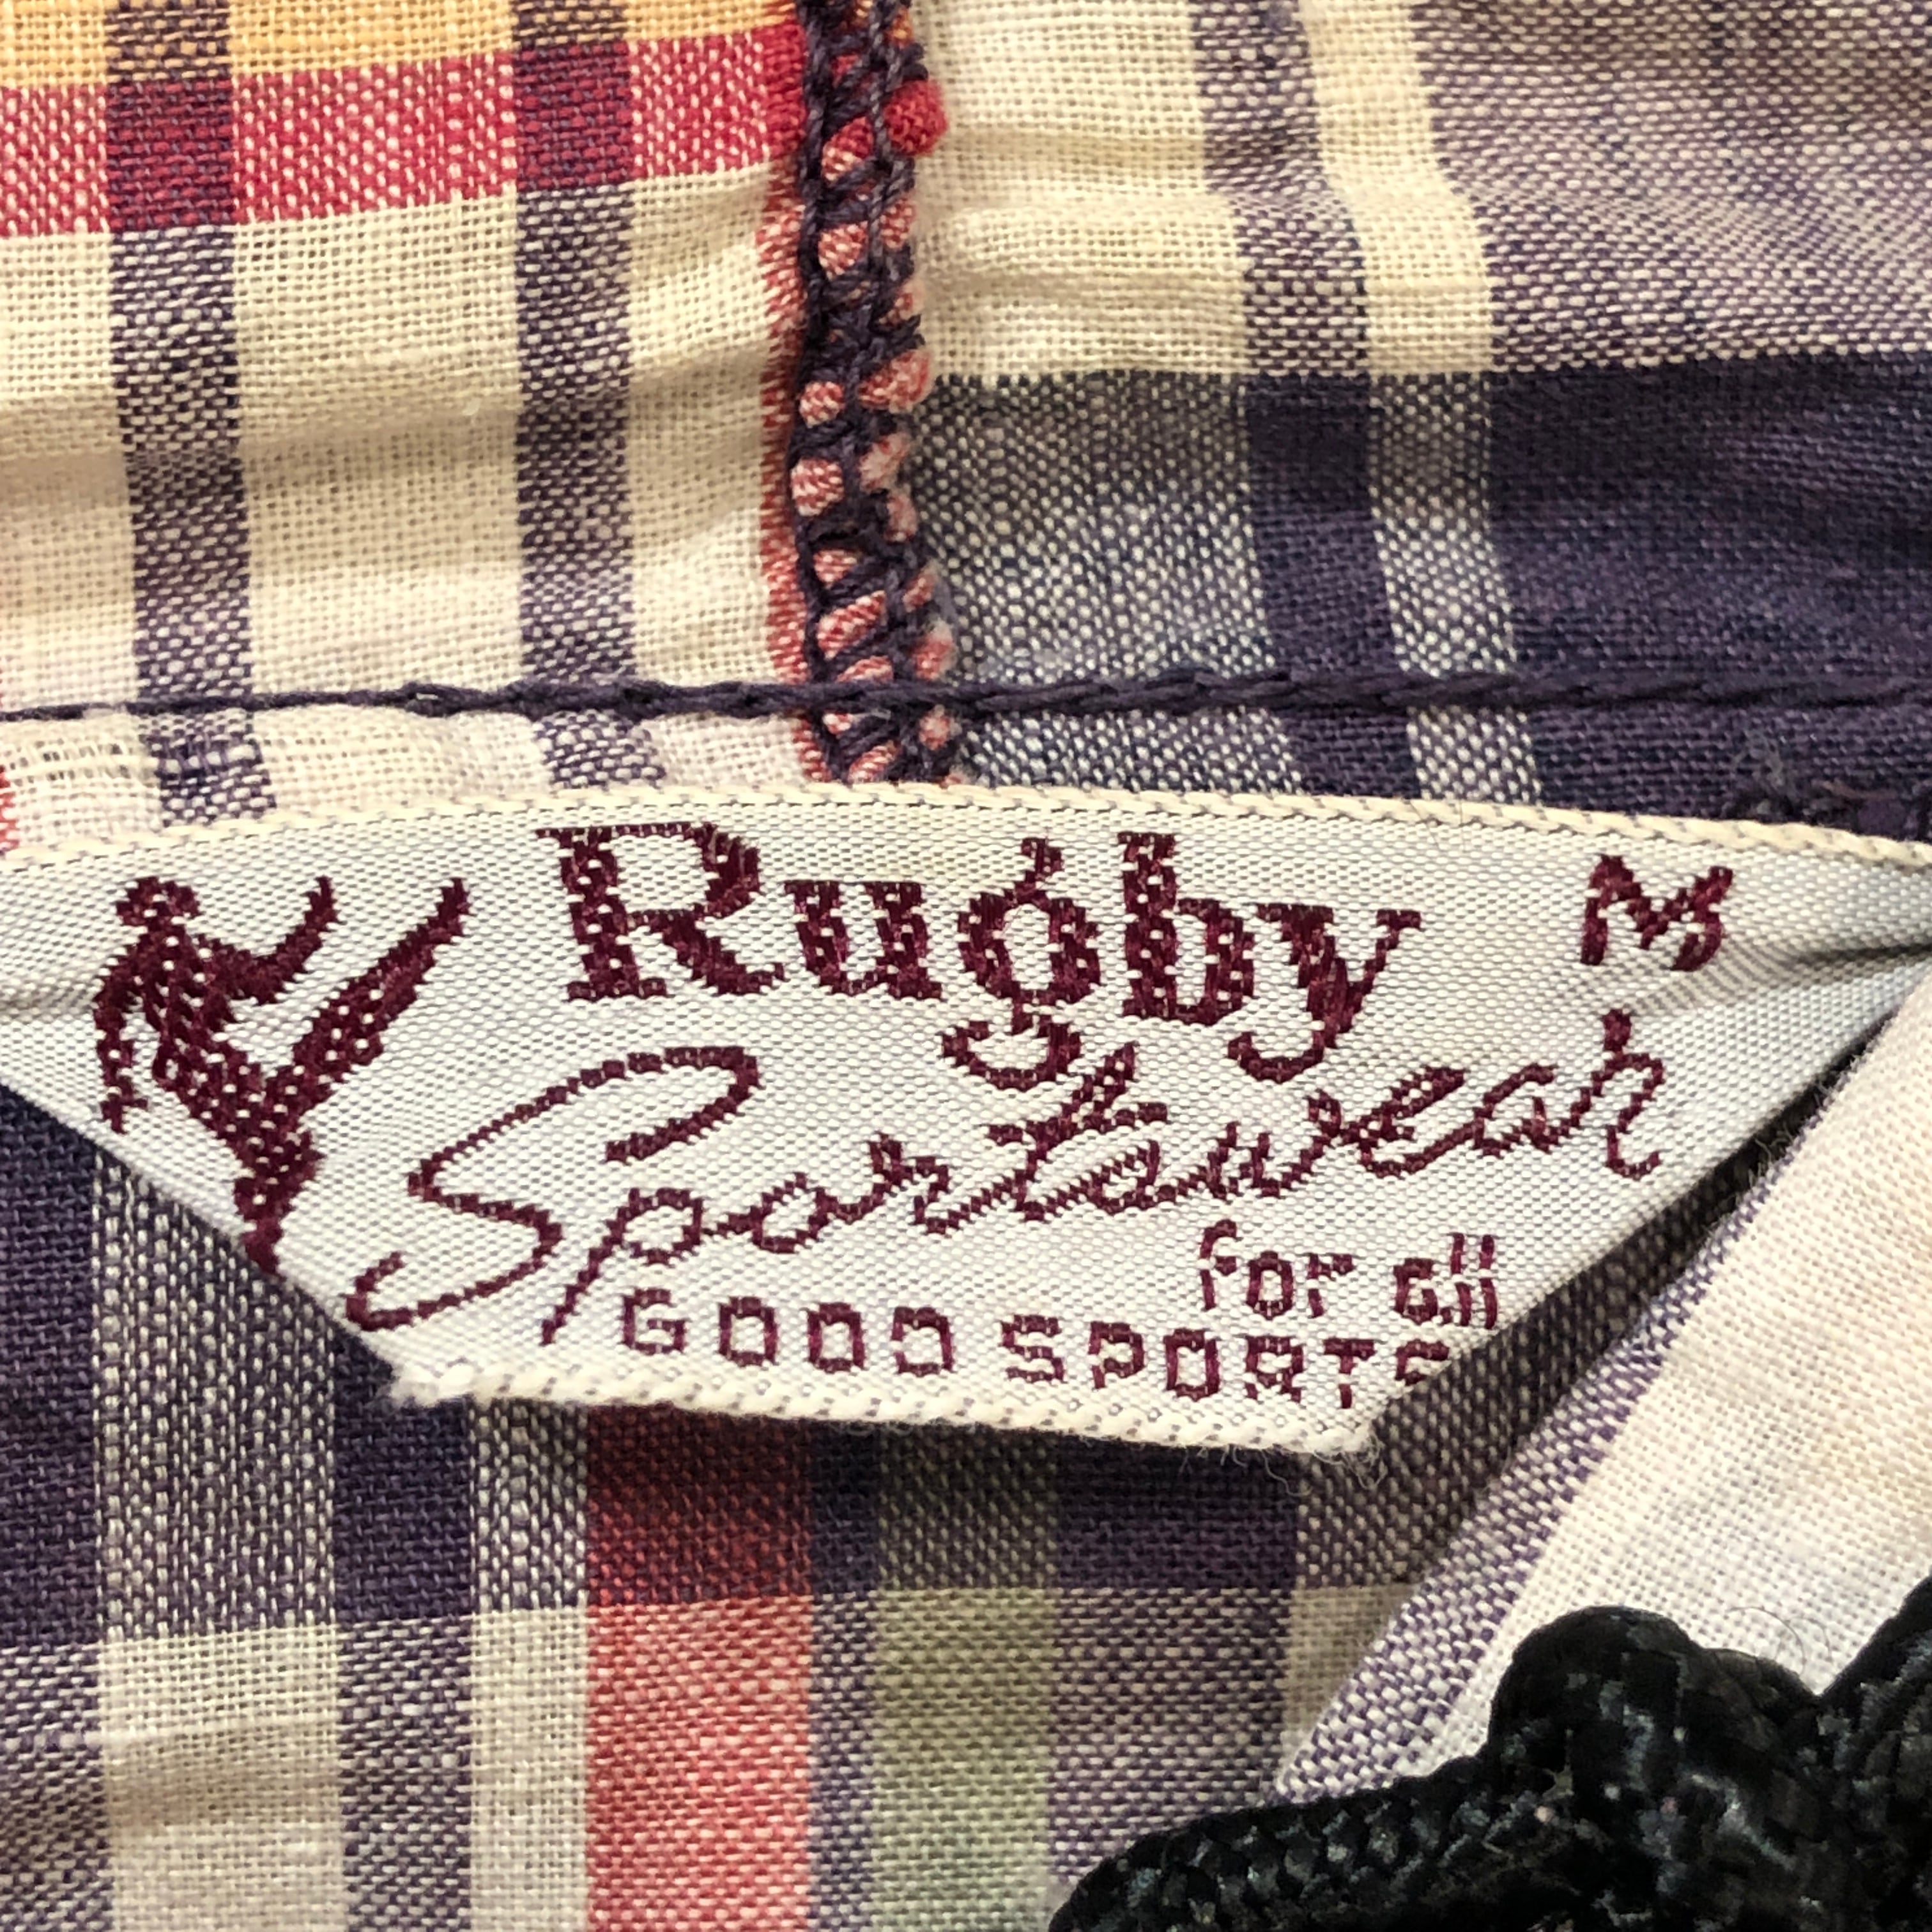 Rugby M
Sportswear
for all
GOOD SPORTS